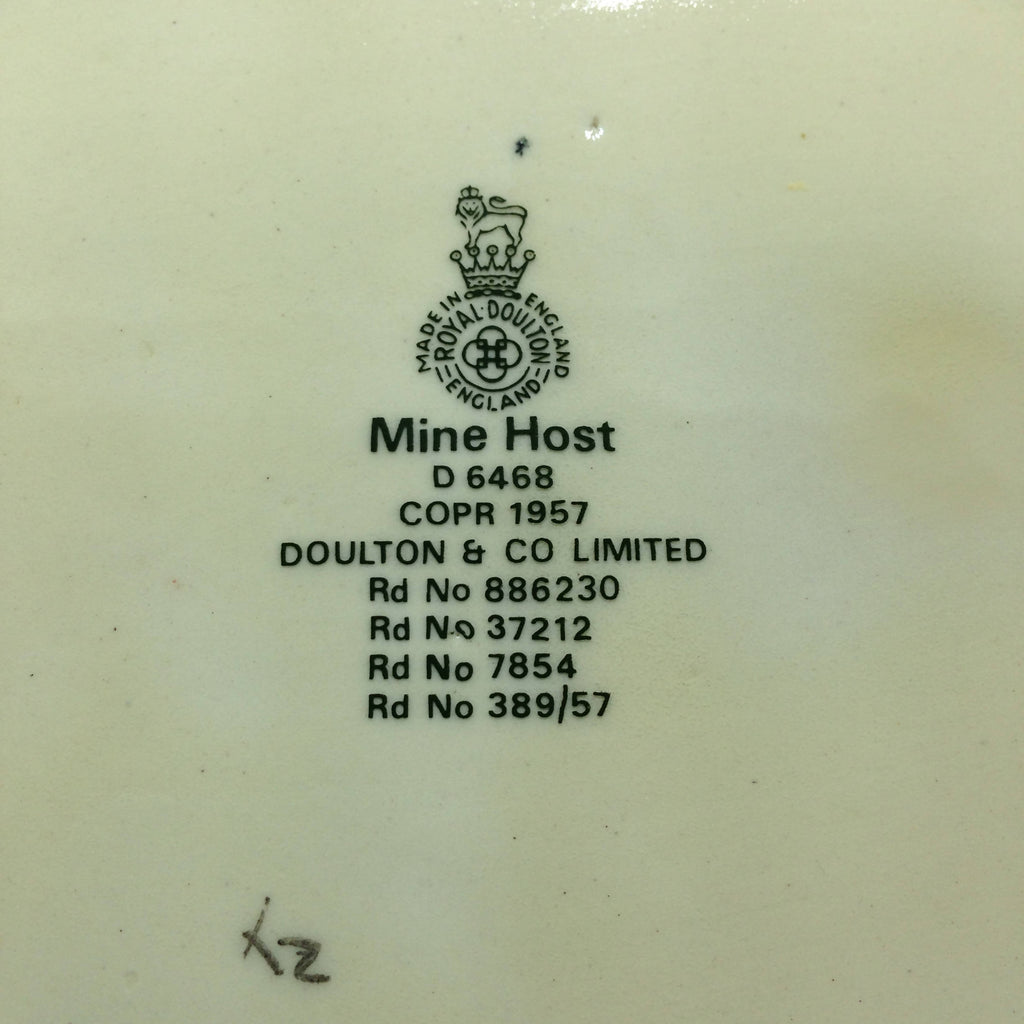 MADE IN ENGLAND
ROYAL·DOULTON
ENGLAND
Mine Host
D 6468
COPR 1957
DOULTON & CO LIMITED
Rd No 886230
Rd No 37212
Rd No 7854
Rd No 389/57